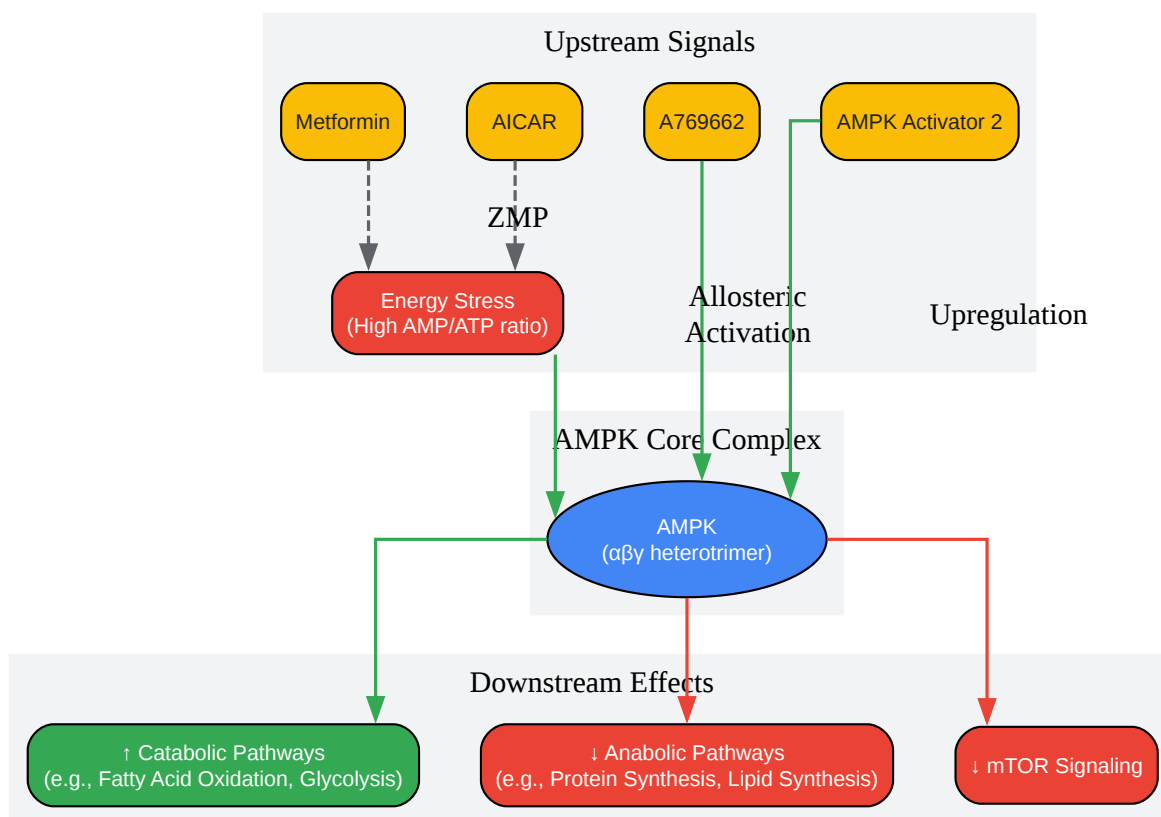 Upstream Signals
Metformin
AICAR
A769662
AMPK Activator 2
ZMP
Energy Stress
(High AMP/ATP ratio)
Allosteric
Activation
Upregulation
AMPK Core Complex
AMPK
(αβγ heterotrimer)
Downstream Effects
↑ Catabolic Pathways
(e.g., Fatty Acid Oxidation, Glycolysis)
↓ Anabolic Pathways
(e.g., Protein Synthesis, Lipid Synthesis)
↓ mTOR Signaling